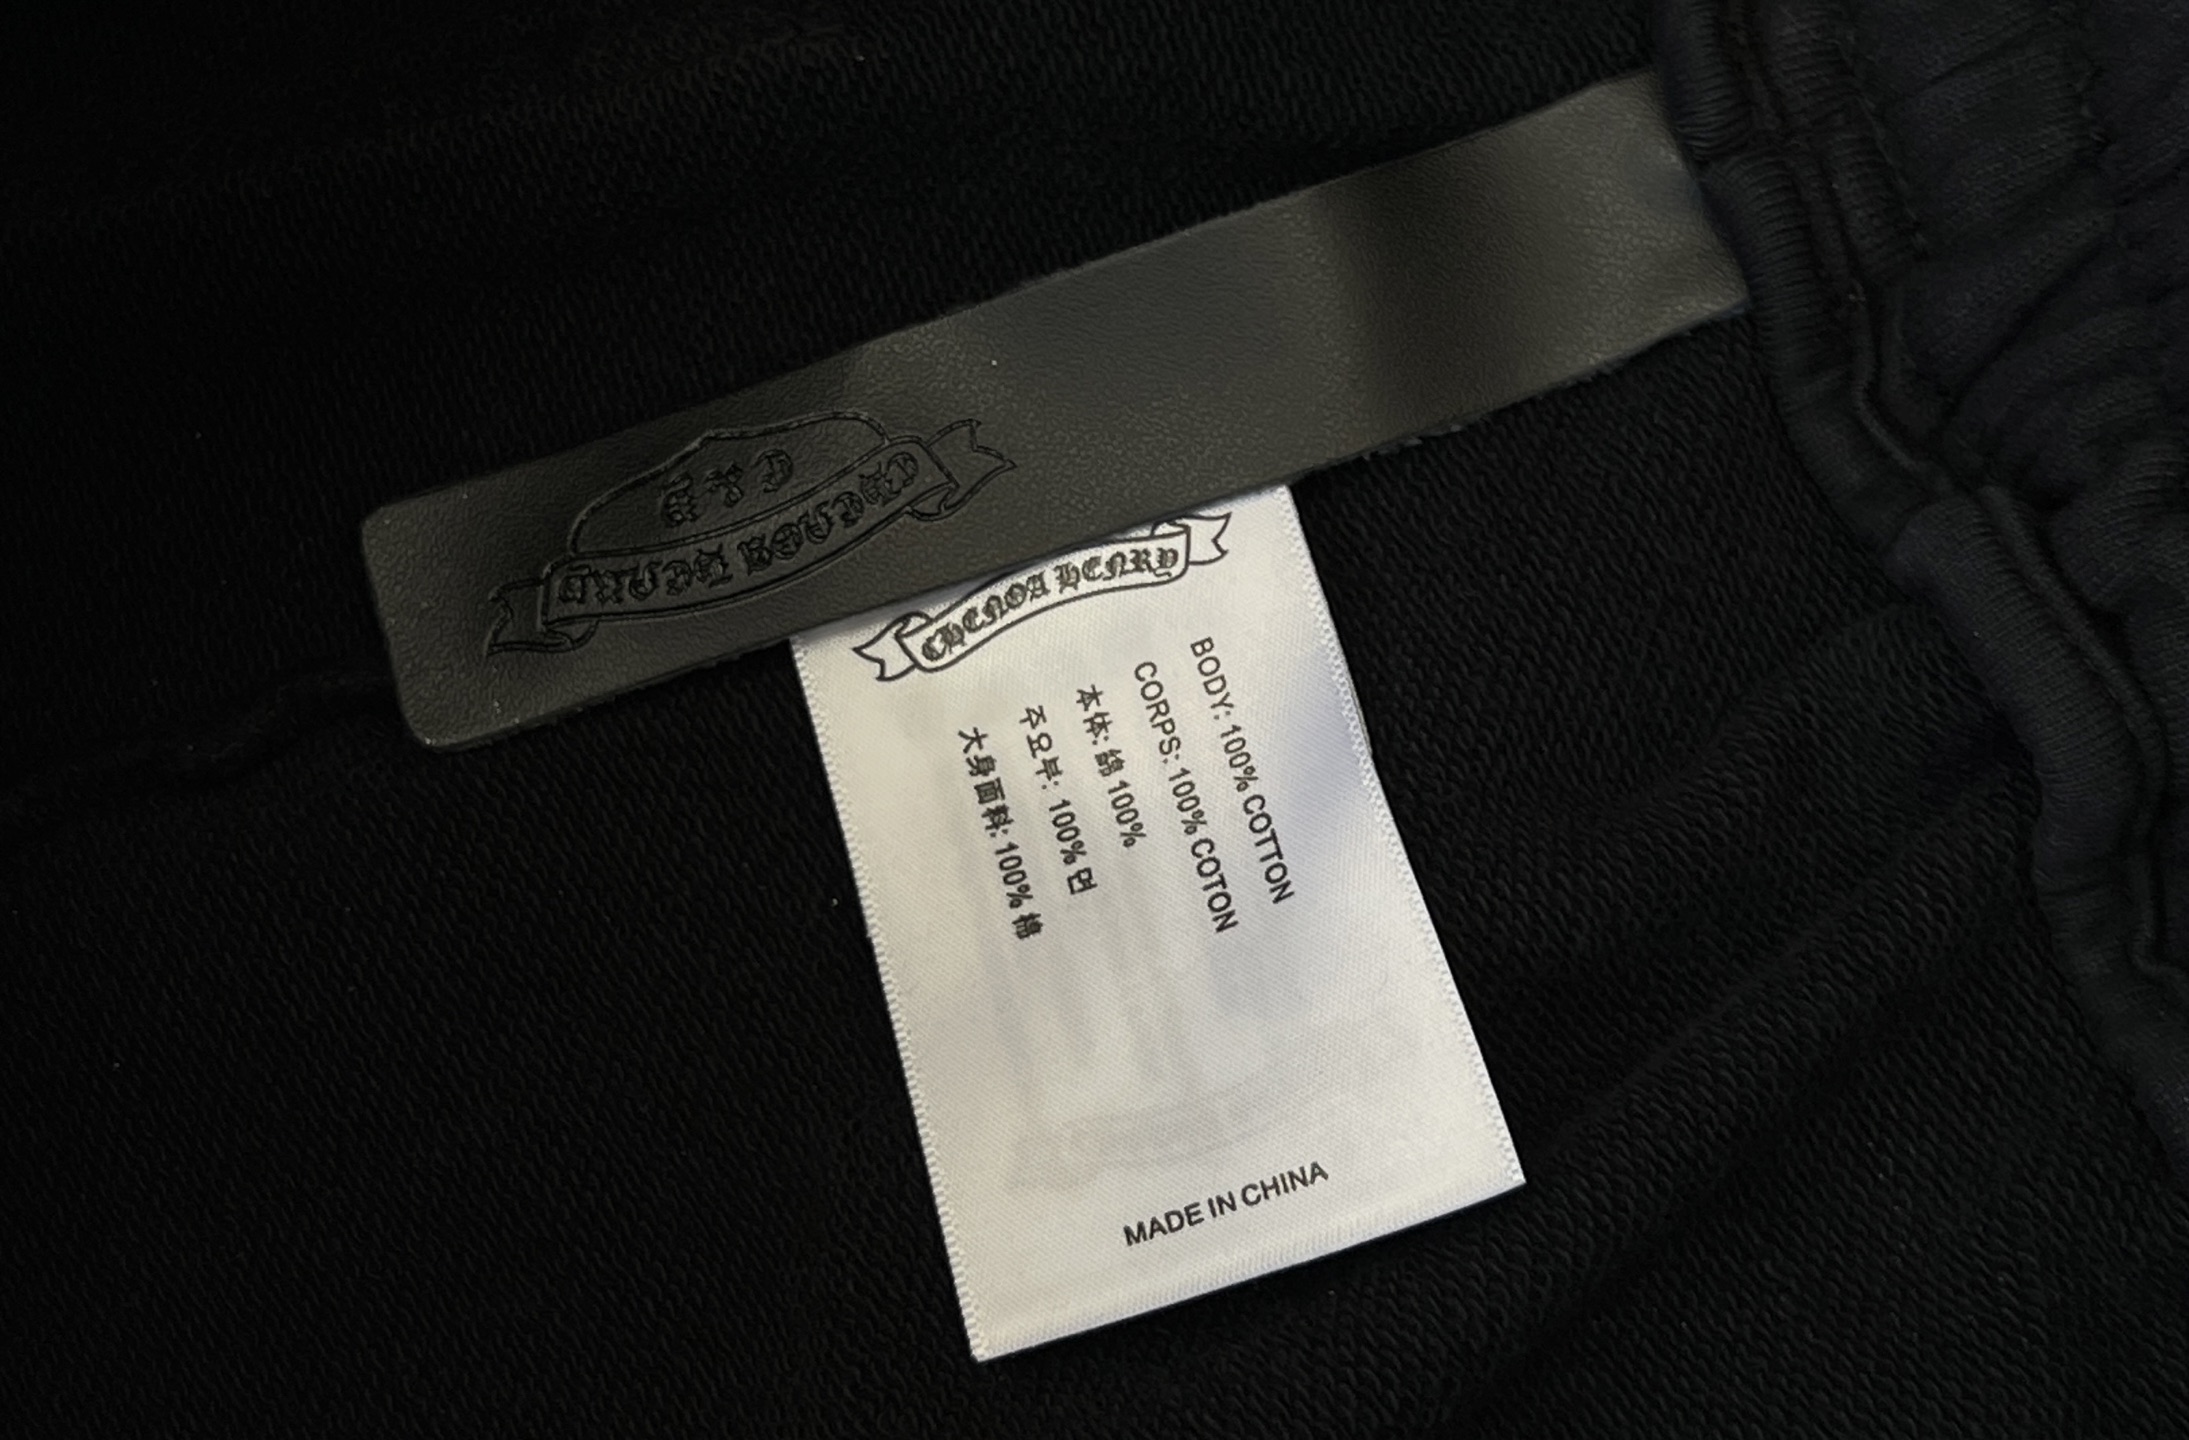 CHENOA HENRY
BODY: 100% COTTON
CORPS: 100% COTON
本体: 綿 100%
주요부: 100% 면
大身面料: 100% 棉
MADE IN CHINA